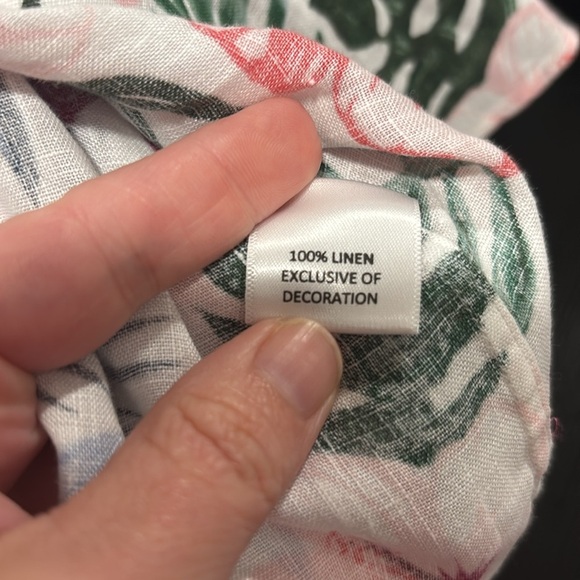 100% LINEN
EXCLUSIVE OF
DECORATION